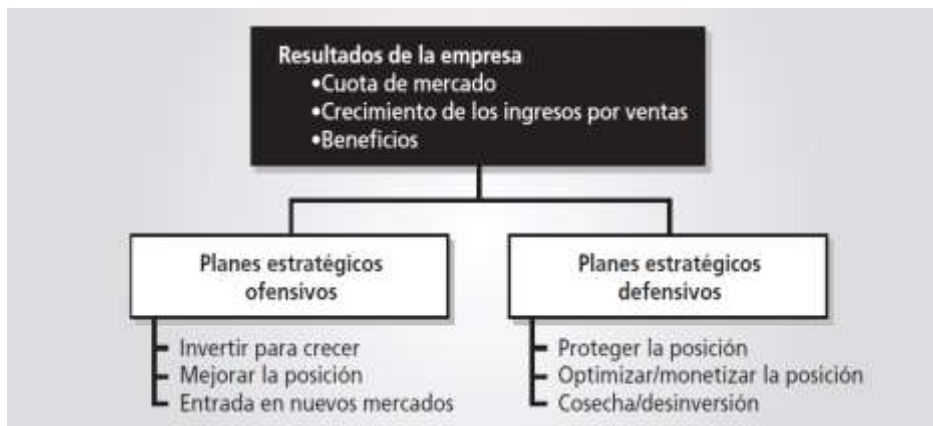 Resultados de la empresa
•Cuota de mercado
•Crecimiento de los ingresos por ventas
•Beneficios
Planes estratégicos
ofensivos
Invertir para crecer
Mejorar la posición
Entrada en nuevos mercados
Planes estratégicos
defensivos
Proteger la posición
Optimizar/monetizar la posición
Cosecha/desinversión